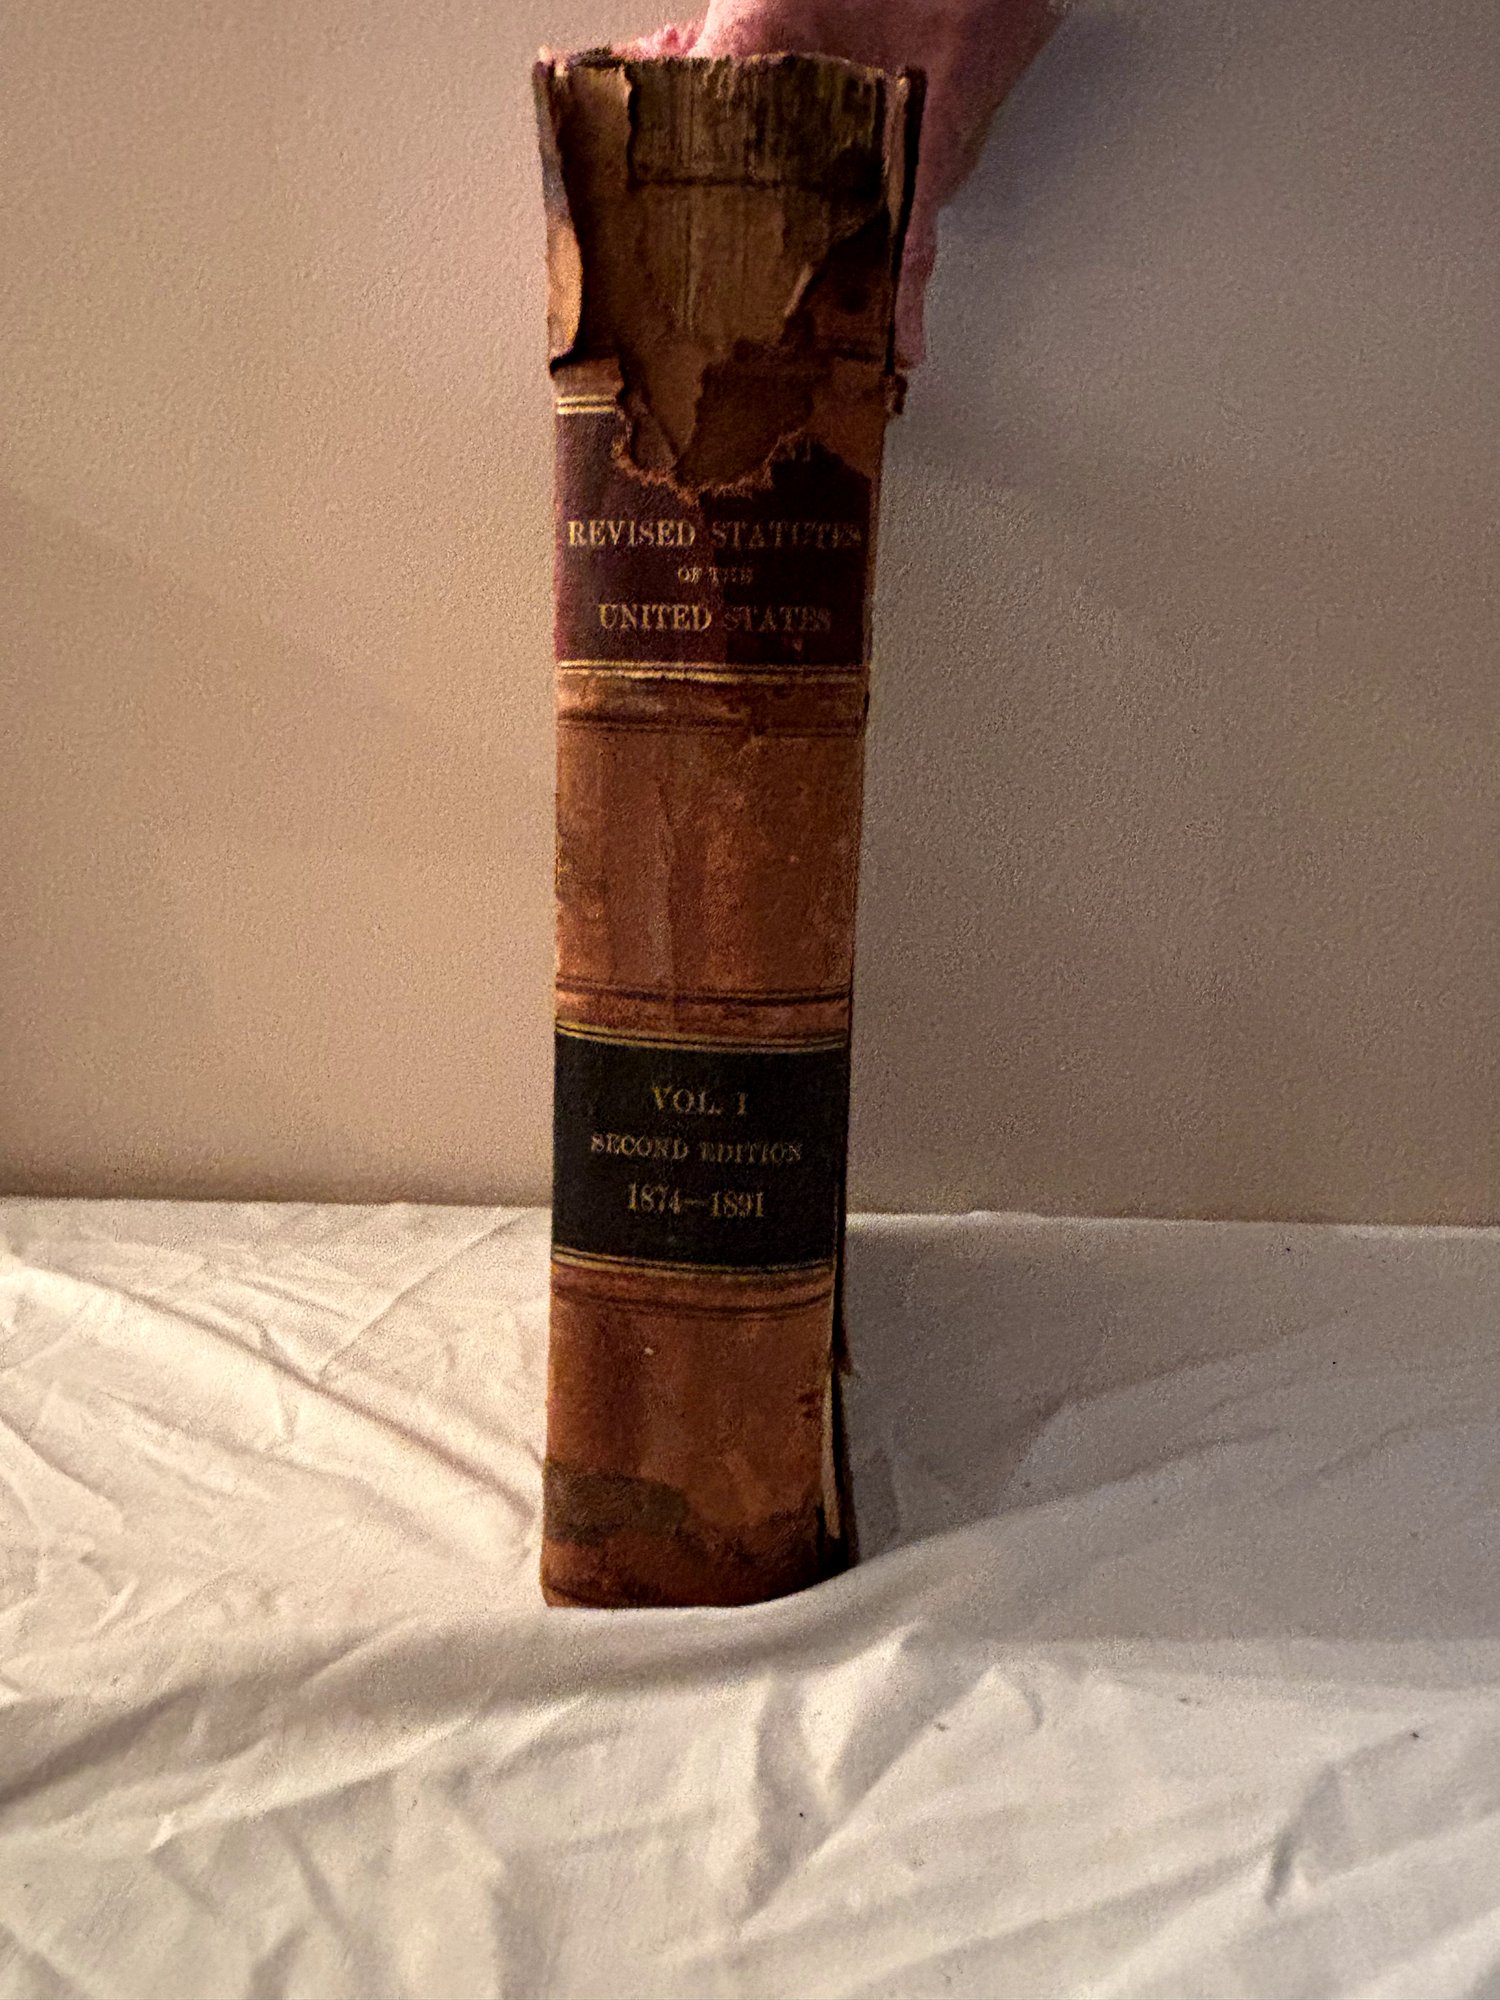 REVISED STATUTES
OF THE
UNITED STATES
VOL. I
SECOND EDITION
1874—1891